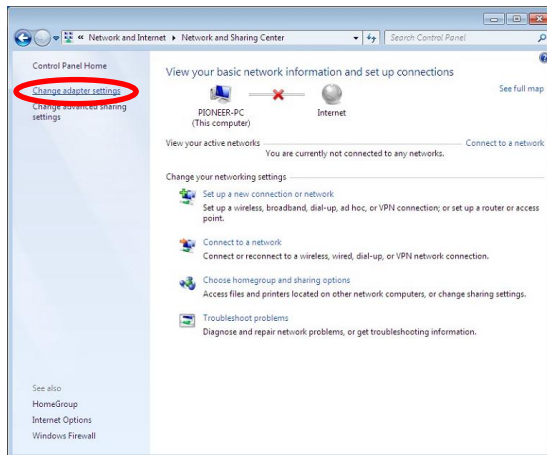 « Network and Internet ▸ Network and Sharing Center
Search Control Panel
Control Panel Home
Change adapter settings
Change advanced sharing
settings
View your basic network information and set up connections
See full map
PIONEER-PC
(This computer)
Internet
View your active networks
Connect to a network
You are currently not connected to any networks.
Change your networking settings
Set up a new connection or network
Set up a wireless, broadband, dial-up, ad hoc, or VPN connection; or set up a router or access
point.
Connect to a network
Connect or reconnect to a wireless, wired, dial-up, or VPN network connection.
Choose homegroup and sharing options
Access files and printers located on other network computers, or change sharing settings.
Troubleshoot problems
Diagnose and repair network problems, or get troubleshooting information.
See also
HomeGroup
Internet Options
Windows Firewall